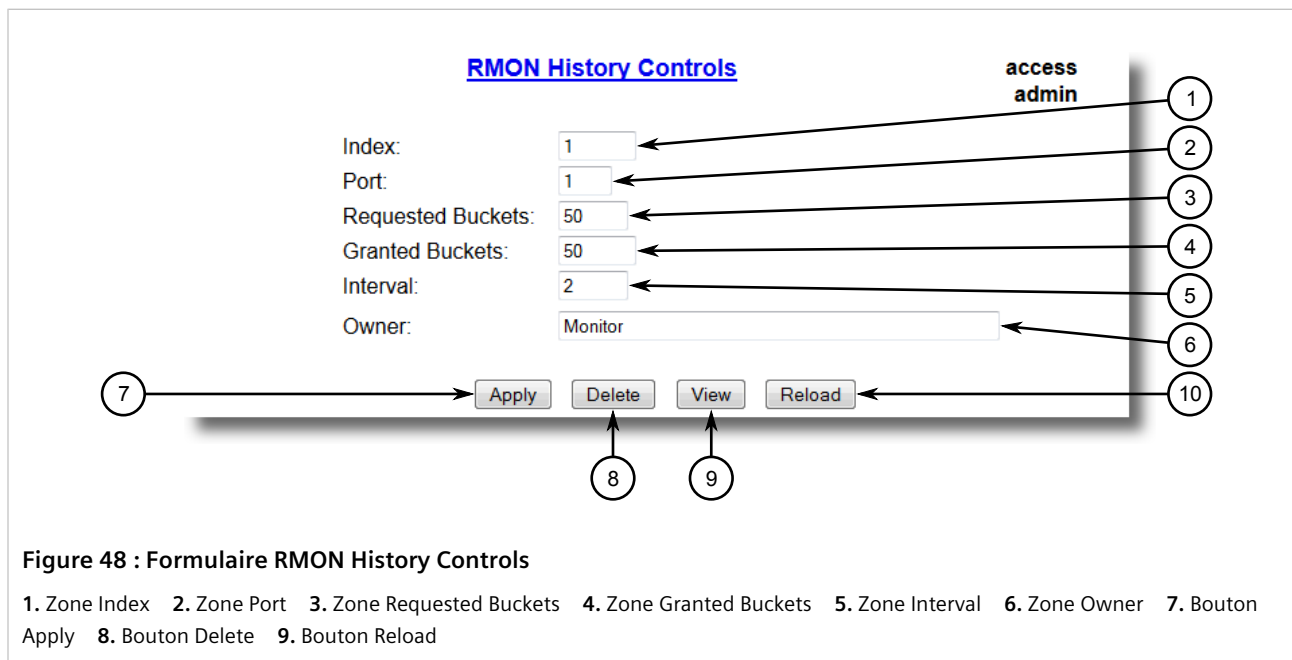 RMON History Controls
access
admin
1
Index: 1
2
Port: 1
3
Requested Buckets: 50
Granted Buckets: 50
4
Interval: 2
5
Owner: Monitor
6
7
Apply Delete View Reload
10
8 9
Figure 48 : Formulaire RMON History Controls
1. Zone Index 2. Zone Port 3. Zone Requested Buckets 4. Zone Granted Buckets 5. Zone Interval 6. Zone Owner 7. Bouton
Apply 8. Bouton Delete 9. Bouton Reload